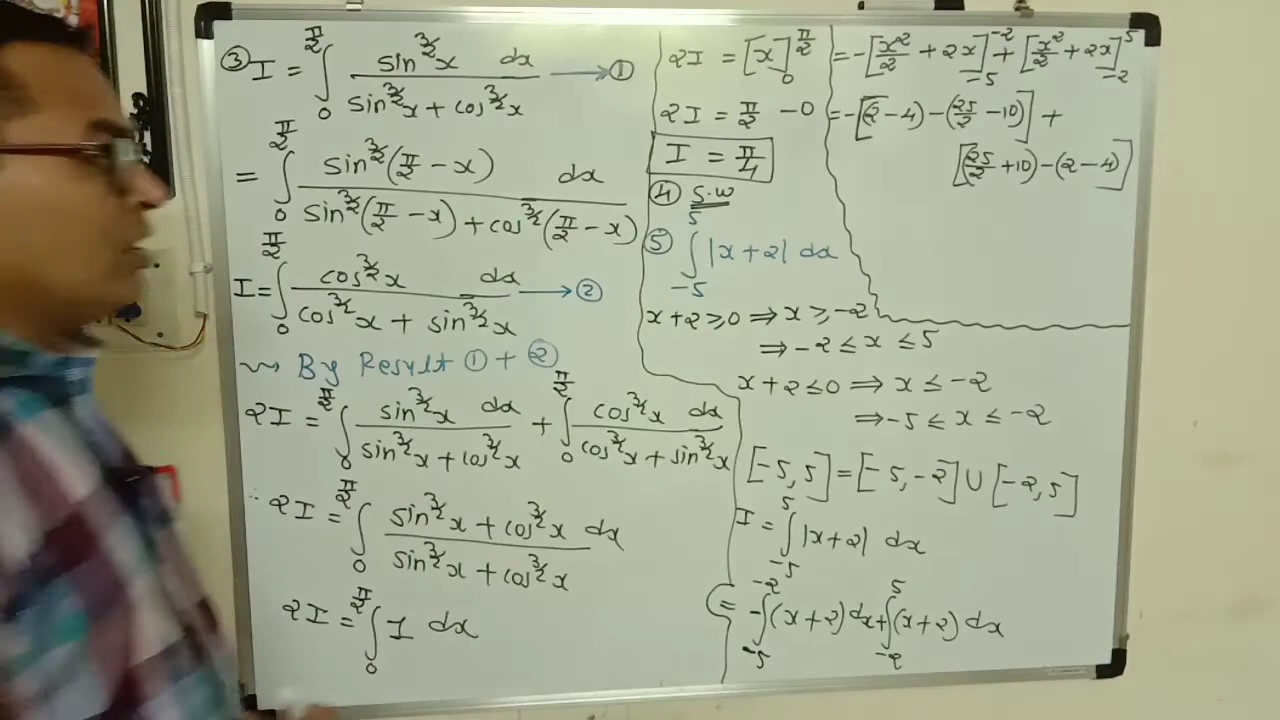 ③ I = ∫₀^{π/2} sin^{3/2}x dx / (sin^{3/2}x + cos^{3/2}x) ⟶ ①
= ∫₀^{π/2} sin^{3/2}(π/2 − x) dx / (sin^{3/2}(π/2 − x) + cos^{3/2}(π/2 − x))
I = ∫₀^{π/2} cos^{3/2}x dx / (cos^{3/2}x + sin^{3/2}x) ⟶ ②
⇝ By Result ① + ②
2I = ∫₀^{π/2} sin^{3/2}x dx / (sin^{3/2}x + cos^{3/2}x) + ∫₀^{π/2} cos^{3/2}x dx / (cos^{3/2}x + sin^{3/2}x)
∴ 2I = ∫₀^{π/2} (sin^{3/2}x + cos^{3/2}x) dx / (sin^{3/2}x + cos^{3/2}x)
2I = ∫₀^{π/2} 1 dx
2I = [x]₀^{π/2}
2I = π/2 − 0
I = π/4
④ S.W
⑤ ∫₋₅^{5} |x + 2| dx
x + 2 ≥ 0 ⇒ x ≥ −2
⇒ −2 ≤ x ≤ 5
x + 2 ≤ 0 ⇒ x ≤ −2
⇒ −5 ≤ x ≤ −2
[−5, 5] = [−5, −2] ∪ [−2, 5]
I = ∫₋₅^{5} |x + 2| dx
= −∫₋₅^{−2} (x + 2) dx + ∫₋₂^{5} (x + 2) dx
= −[x²/2 + 2x]₋₅^{−2} + [x²/2 + 2x]₋₂^{5}
= −[(2 − 4) − (25/2 − 10)] +
[(25/2 + 10) − (2 − 4)]